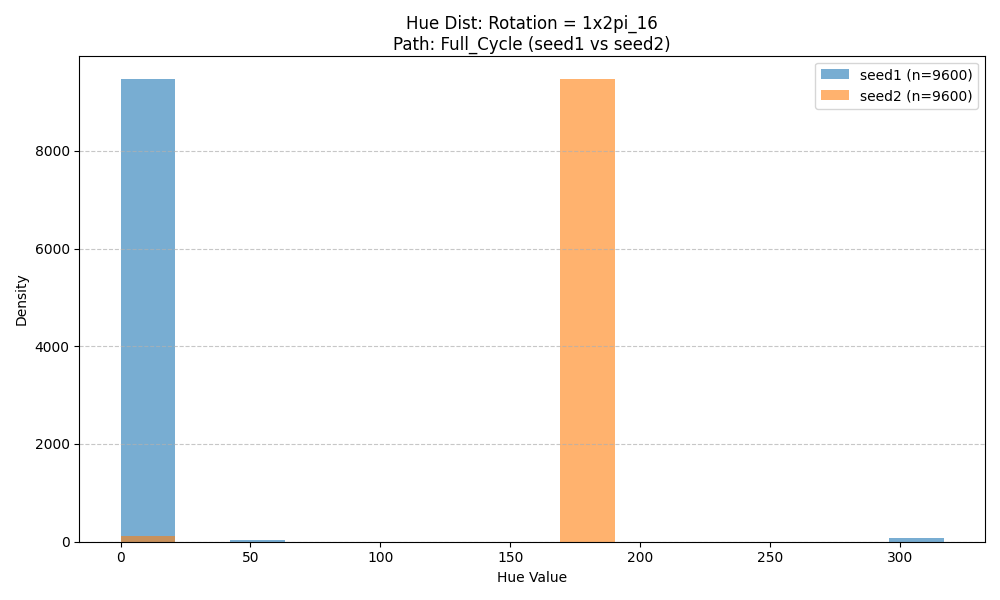 Hue Dist: Rotation = 1x2pi_16
Path: Full_Cycle (seed1 vs seed2)
seed1 (n=9600)
seed2 (n=9600)
Density
8000
6000
4000
2000
0
0 50 100 150 200 250 300
Hue Value